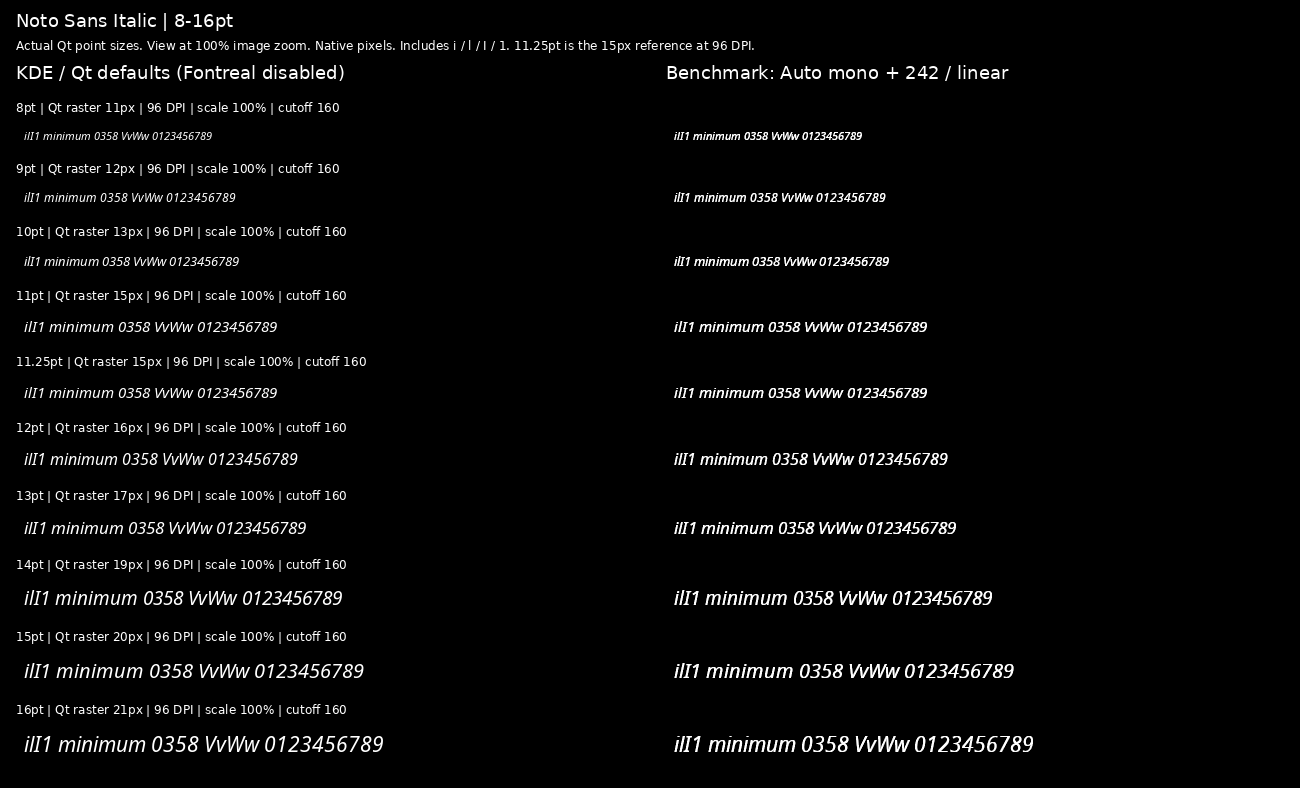 Noto Sans Italic | 8-16pt
Actual Qt point sizes. View at 100% image zoom. Native pixels. Includes i / l / I / 1. 11.25pt is the 15px reference at 96 DPI.
KDE / Qt defaults (Fontreal disabled)
Benchmark: Auto mono + 242 / linear
8pt | Qt raster 11px | 96 DPI | scale 100% | cutoff 160
ilI1 minimum 0358 VvWw 0123456789
ilI1 minimum 0358 VvWw 0123456789
9pt | Qt raster 12px | 96 DPI | scale 100% | cutoff 160
ilI1 minimum 0358 VvWw 0123456789
ilI1 minimum 0358 VvWw 0123456789
10pt | Qt raster 13px | 96 DPI | scale 100% | cutoff 160
ilI1 minimum 0358 VvWw 0123456789
ilI1 minimum 0358 VvWw 0123456789
11pt | Qt raster 15px | 96 DPI | scale 100% | cutoff 160
ilI1 minimum 0358 VvWw 0123456789
ilI1 minimum 0358 VvWw 0123456789
11.25pt | Qt raster 15px | 96 DPI | scale 100% | cutoff 160
ilI1 minimum 0358 VvWw 0123456789
ilI1 minimum 0358 VvWw 0123456789
12pt | Qt raster 16px | 96 DPI | scale 100% | cutoff 160
ilI1 minimum 0358 VvWw 0123456789
ilI1 minimum 0358 VvWw 0123456789
13pt | Qt raster 17px | 96 DPI | scale 100% | cutoff 160
ilI1 minimum 0358 VvWw 0123456789
ilI1 minimum 0358 VvWw 0123456789
14pt | Qt raster 19px | 96 DPI | scale 100% | cutoff 160
ilI1 minimum 0358 VvWw 0123456789
ilI1 minimum 0358 VvWw 0123456789
15pt | Qt raster 20px | 96 DPI | scale 100% | cutoff 160
ilI1 minimum 0358 VvWw 0123456789
ilI1 minimum 0358 VvWw 0123456789
16pt | Qt raster 21px | 96 DPI | scale 100% | cutoff 160
ilI1 minimum 0358 VvWw 0123456789
ilI1 minimum 0358 VvWw 0123456789